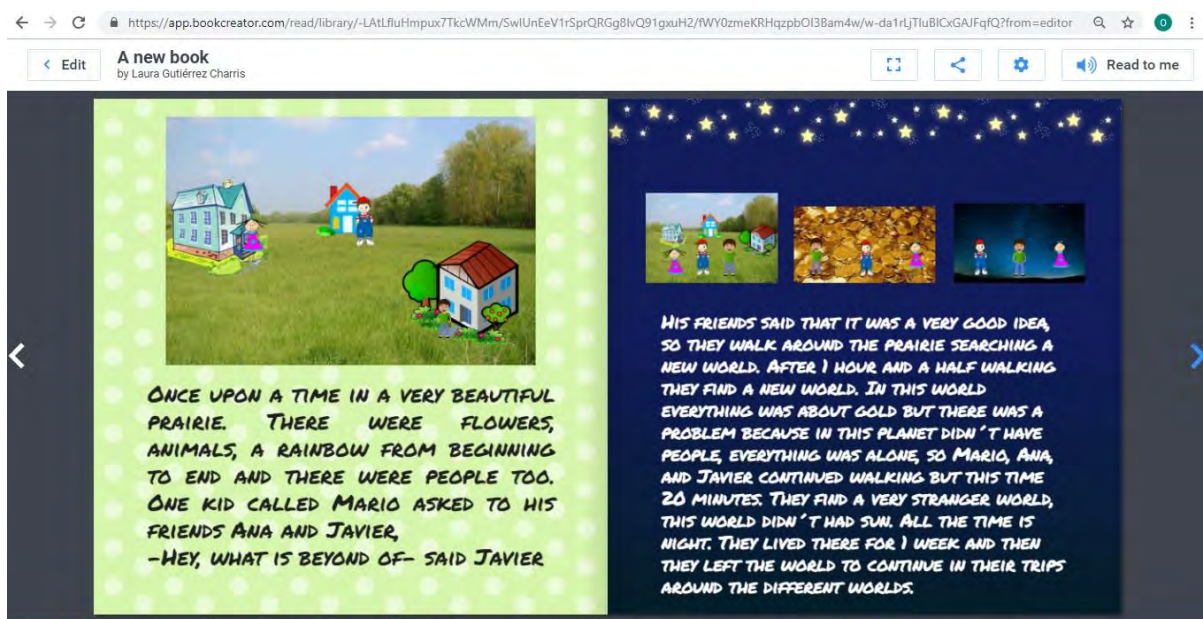 https://app.bookcreator.com/read/library/-LAtLfluHmpux7TkcWMm/SwlUnEeV1rSprQRGg8lvQ91gxuH2/fWY0zmeKRHqzpbOI3Bam4w/w-da1rLjTIuBlCxGAJFqfQ?from=editor
O
Edit
A new book
by Laura Gutiérrez Charris
Read to me
ONCE UPON A TIME IN A VERY BEAUTIFUL
PRAIRIE. THERE WERE FLOWERS,
ANIMALS, A RAINBOW FROM BEGINNING
TO END AND THERE WERE PEOPLE TOO.
ONE KID CALLED MARIO ASKED TO HIS
FRIENDS ANA AND JAVIER,
-HEY, WHAT IS BEYOND OF- SAID JAVIER
HIS FRIENDS SAID THAT IT WAS A VERY GOOD IDEA,
SO THEY WALK AROUND THE PRAIRIE SEARCHING A
NEW WORLD. AFTER 1 HOUR AND A HALF WALKING
THEY FIND A NEW WORLD. IN THIS WORLD
EVERYTHING WAS ABOUT GOLD BUT THERE WAS A
PROBLEM BECAUSE IN THIS PLANET DIDN´T HAVE
PEOPLE, EVERYTHING WAS ALONE, SO MARIO, ANA,
AND JAVIER CONTINUED WALKING BUT THIS TIME
20 MINUTES. THEY FIND A VERY STRANGER WORLD,
THIS WORLD DIDN´T HAD SUN. ALL THE TIME IS
NIGHT. THEY LIVED THERE FOR 1 WEEK AND THEN
THEY LEFT THE WORLD TO CONTINUE IN THEIR TRIPS
AROUND THE DIFFERENT WORLDS.